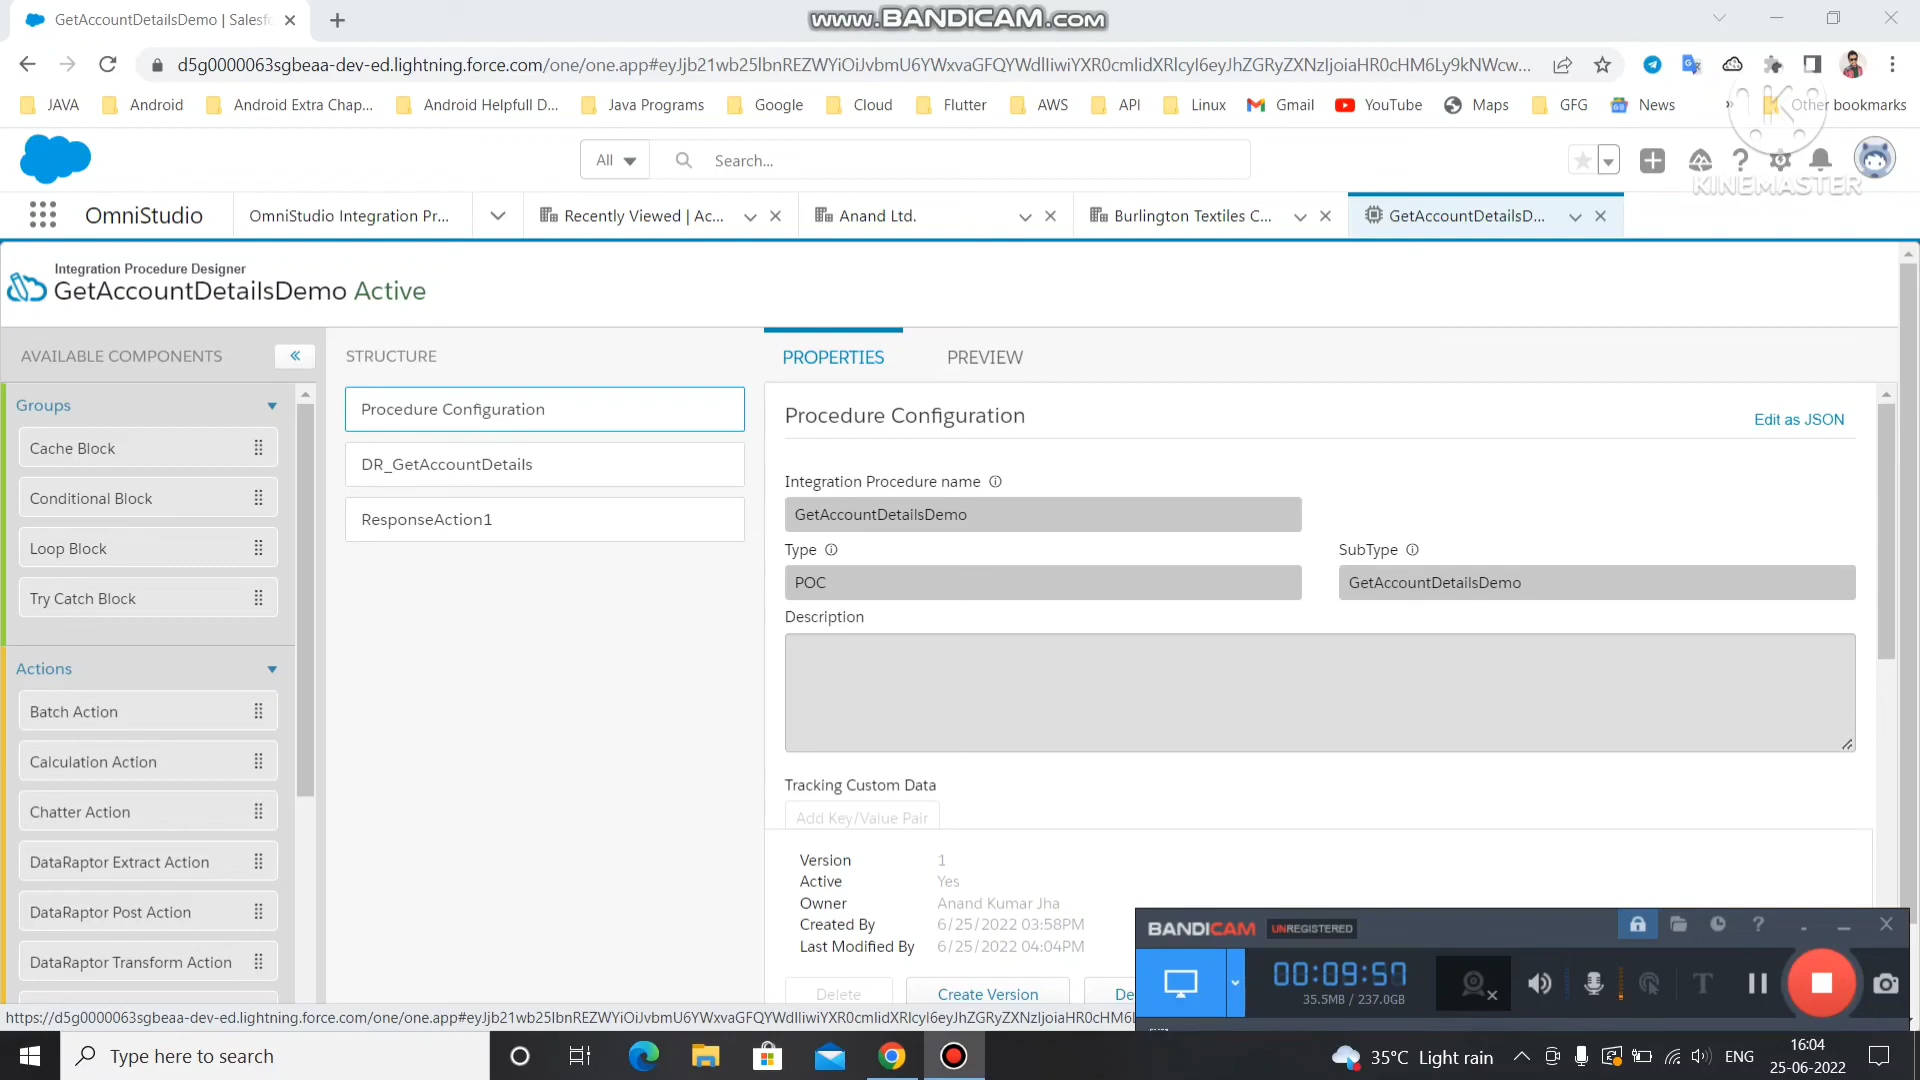 GetAccountDetailsDemo | Salesf
www.BANDICAM.com
d5g0000063sgbeaa-dev-ed.lightning.force.com/one/one.app#eyJjb21wb25lbnREZWYiOiJvbmU6YWxvaGFQYWdlIiwiYXR0cmlidXRlcyI6eyJhZGRyZXNzIjoiaHR0cHM6Ly9kNWcw...
JAVA Android Android Extra Chap... Android Helpfull D... Java Programs Google Cloud Flutter AWS API Linux Gmail YouTube Maps GFG News » Other bookmarks
All Search...
KINEMASTER
OmniStudio OmniStudio Integration Pr... Recently Viewed | Ac... Anand Ltd. Burlington Textiles C... GetAccountDetailsD...
Integration Procedure Designer
GetAccountDetailsDemo Active
AVAILABLE COMPONENTS « STRUCTURE PROPERTIES PREVIEW
Groups
Cache Block
Conditional Block
Loop Block
Try Catch Block
Actions
Batch Action
Calculation Action
Chatter Action
DataRaptor Extract Action
DataRaptor Post Action
DataRaptor Transform Action
Procedure Configuration
DR_GetAccountDetails
ResponseAction1
Procedure Configuration Edit as JSON
Integration Procedure name
GetAccountDetailsDemo
Type SubType
POC GetAccountDetailsDemo
Description
Tracking Custom Data
Add Key/Value Pair
Version 1
Active Yes
Owner Anand Kumar Jha
Created By 6/25/2022 03:58PM
Last Modified By 6/25/2022 04:04PM
Delete Create Version De
BANDICAM UNREGISTERED
00:09:57
35.5MB / 237.0GB
https://d5g0000063sgbeaa-dev-ed.lightning.force.com/one/one.app#eyJjb21wb25lbnREZWYiOiJvbmU6YWxvaGFQYWdlIiwiYXR0cmlidXRlcyI6eyJhZGRyZXNzIjoiaHR0cHM6l
Type here to search
35°C Light rain ENG 16:04
25-06-2022